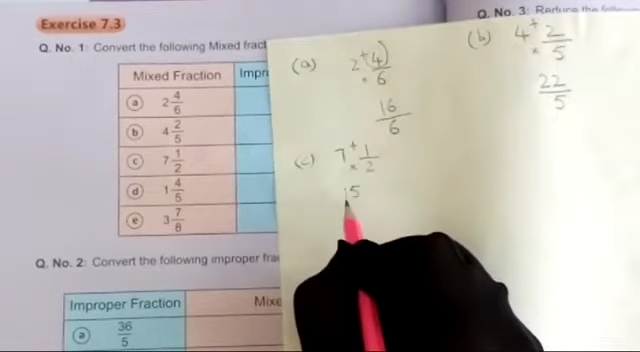 Exercise 7.3
Q. No. 1: Convert the following Mixed fract
Mixed Fraction Impr
a 2 4/6
b 4 2/5
c 7 1/2
d 1 4/5
e 3 7/8
Q. No. 2: Convert the following improper fra
Improper Fraction Mixe
a 36/5
Q. No. 3: Reduce the
(a) 2 + 4/6 ×
16/6
(b) 4 + 2/5 ×
22/5
(c) 7 + 1/2 ×
15